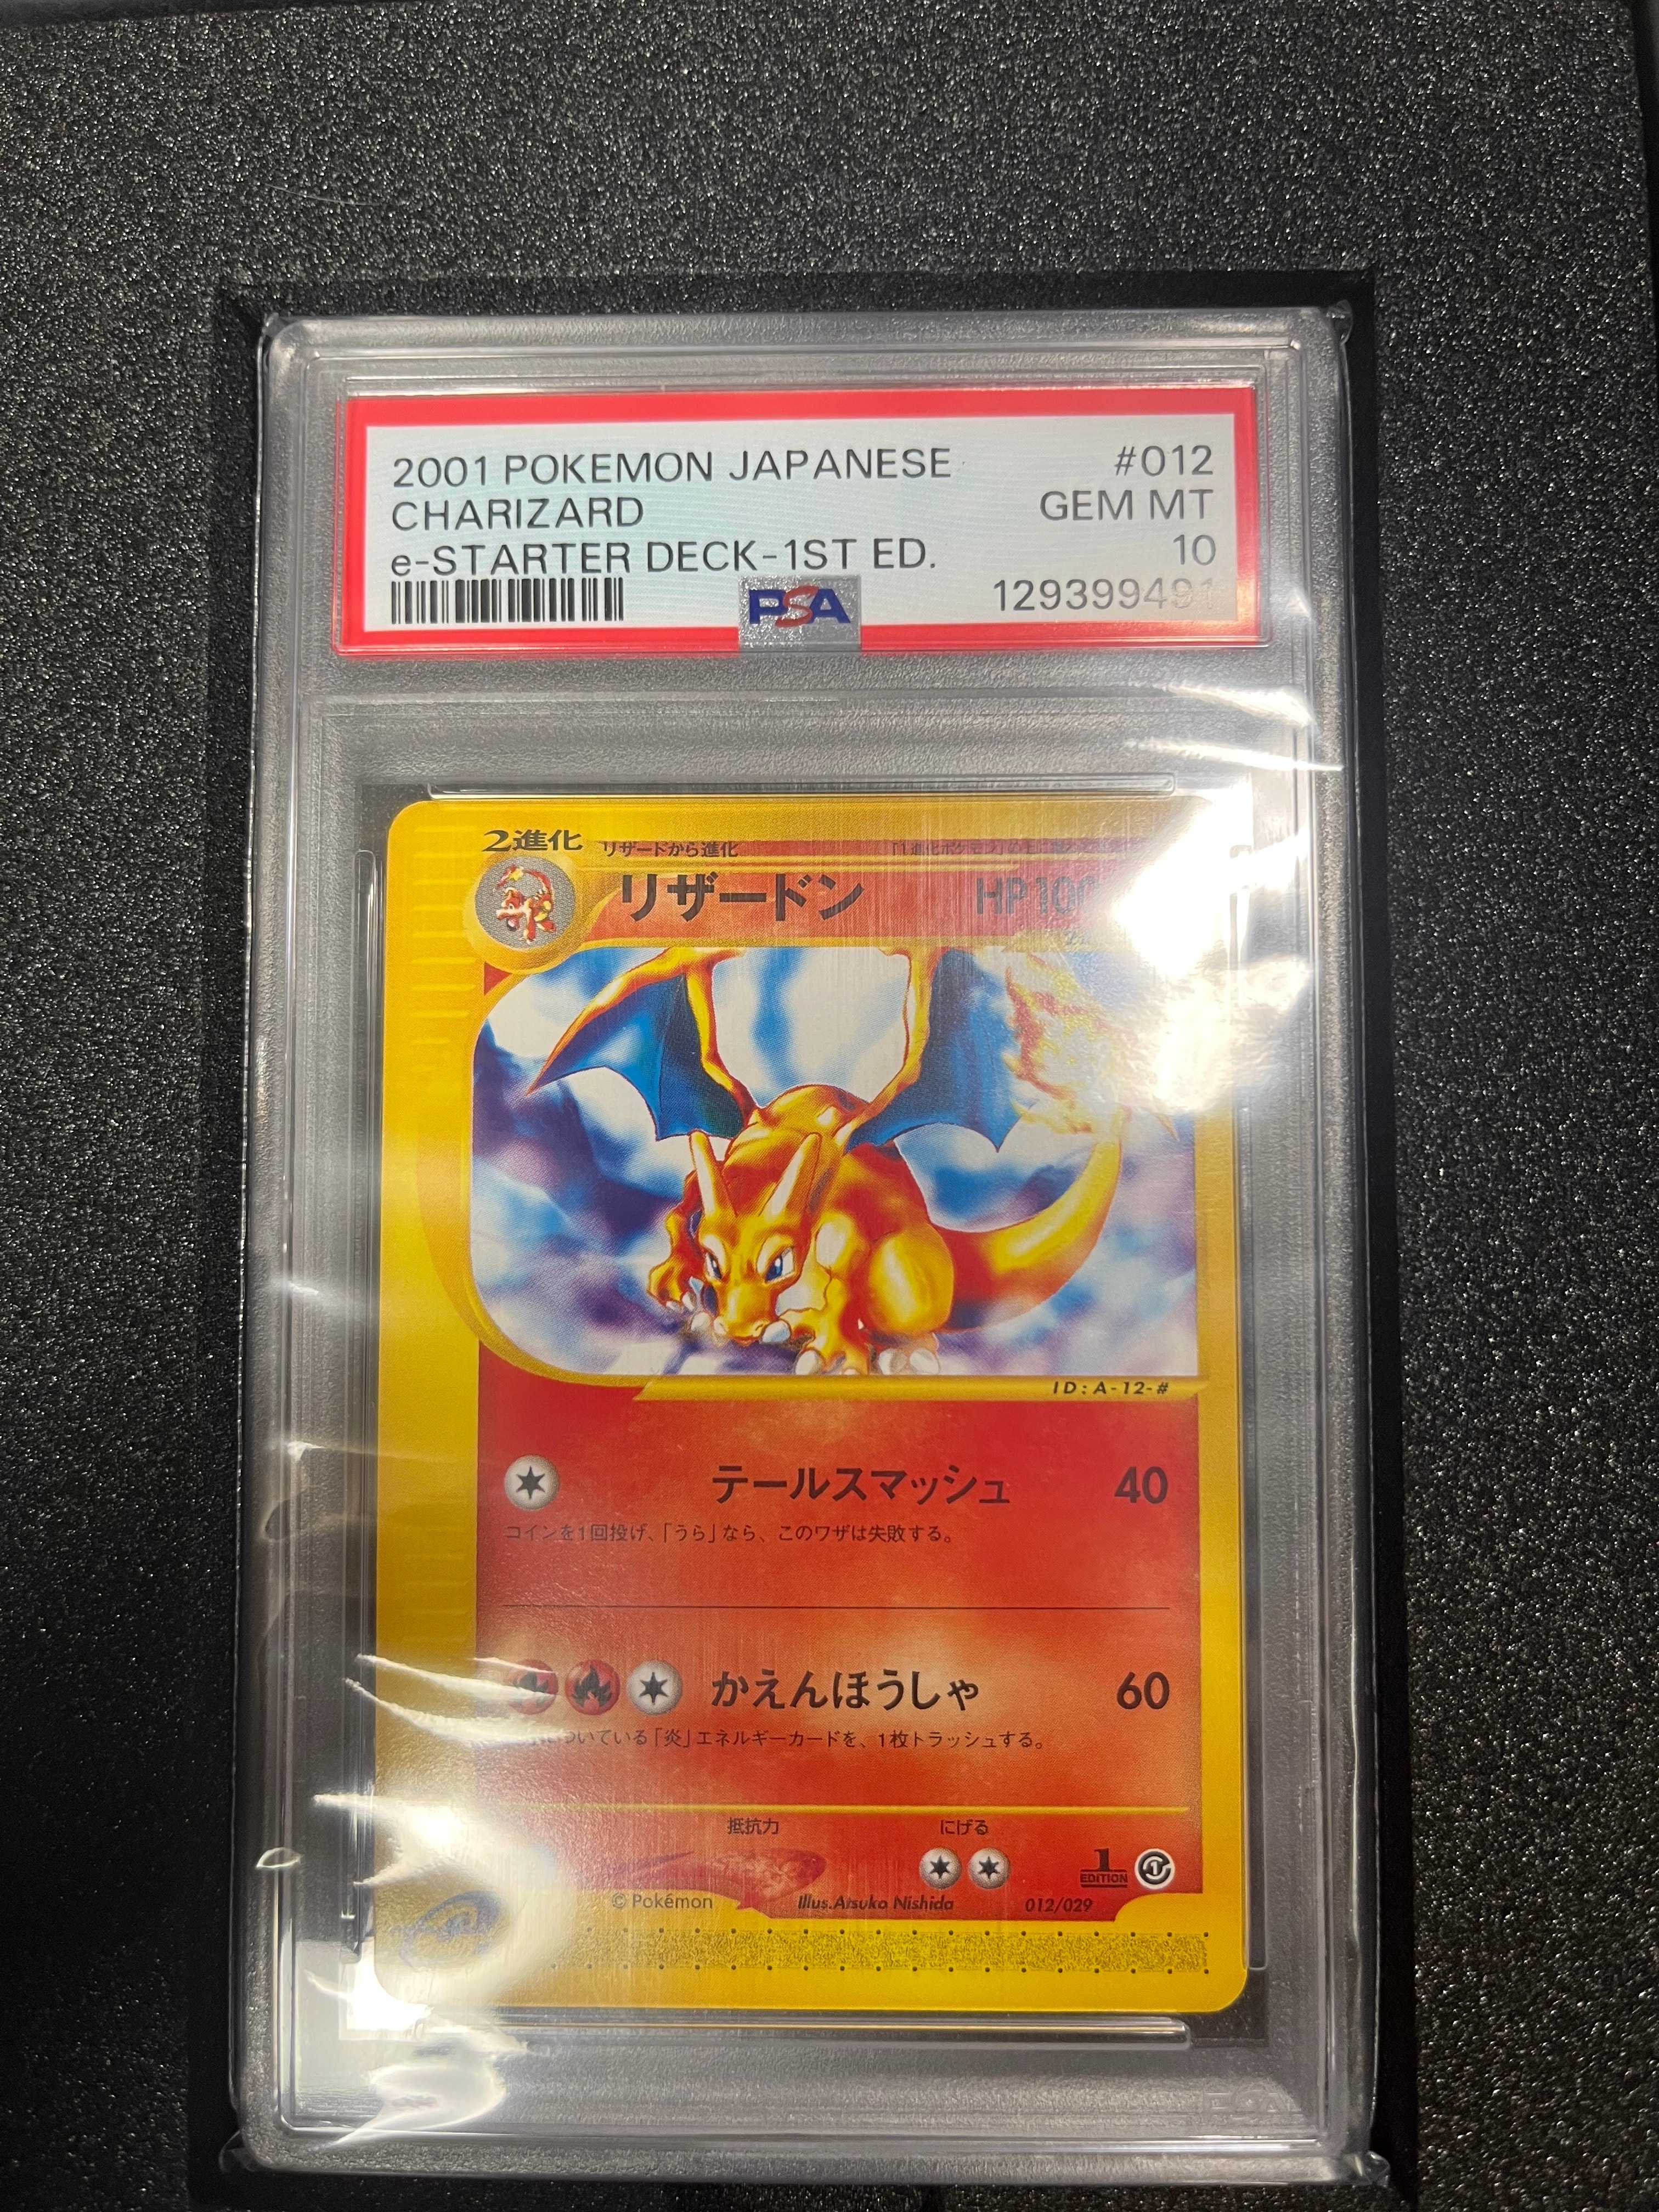 2001 POKEMON JAPANESE #012
CHARIZARD GEM MT
e-STARTER DECK-1ST ED. 10
PSA 129399491
2進化 リザードから進化
リザードン HP100
ID:A-12-#
テールスマッシュ 40
コインを1回投げ、「うら」なら、このワザは失敗する。
かえんほうしゃ 60
ついている「炎」エネルギーカードを、1枚トラッシュする。
抵抗力 にげる
1 EDITION
© Pokémon Illus.Atsuko Nishida 012/029